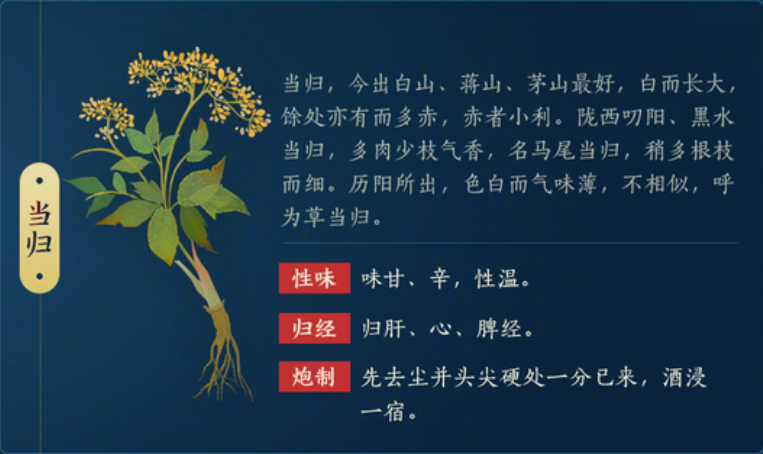 当归
当归，今出白山、蒋山、茅山最好，白而长大，
馀处亦有而多赤，赤者小利。陇西叨阳、黑水
当归，多肉少枝气香，名马尾当归，稍多根枝
而细。历阳所出，色白而气味薄，不相似，呼
为草当归。
性味 味甘、辛，性温。
归经 归肝、心、脾经。
炮制 先去尘并头尖硬处一分已来，酒浸
一宿。